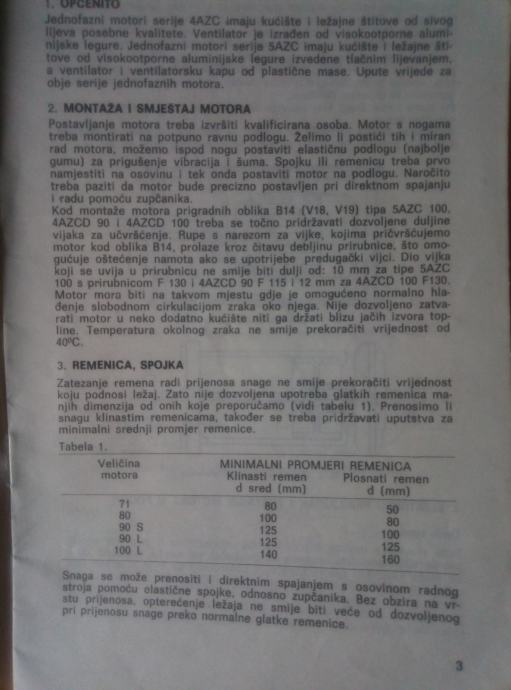 1. OPĆENITO
Jednofazni motori serije 4AZC imaju kućište i ležajne štitove od sivog
lijeva posebne kvalitete. Ventilator je izrađen od visokootporne alumi-
nijske legure. Jednofazni motori serije 5AZC imaju kućište i ležajne šti-
tove od visokootporne aluminijske legure izvedene tlačnim lijevanjem,
a ventilator i ventilatorsku kapu od plastične mase. Upute vrijede za
obje serije jednofaznih motora.
2. MONTAŽA I SMJEŠTAJ MOTORA
Postavljanje motora treba izvršiti kvalificirana osoba. Motor s nogama
treba montirati na potpuno ravnu podlogu. Želimo li postići tih i miran
rad motora, možemo ispod nogu postaviti elastičnu podlogu (najbolje
gumu) za prigušenje vibracija i šuma. Spojku ili remenicu treba prvo
namjestiti na osovinu i tek onda postaviti motor na podlogu. Naročito
treba paziti da motor bude precizno postavljen pri direktnom spajanju
i radu pomoću zupčanika.
Kod montaže motora prigradnih oblika B14 (V18, V19) tipa 5AZC 100,
4AZCD 90 i 4AZCD 100 treba se točno pridržavati dozvoljene duljine
vijaka za učvršćenje. Rupe s narezom za vijke, kojima pričvršćujemo
motor kod oblika B14, prolaze kroz čitavu debljinu prirubnice, što omo-
gućuje oštećenje namota ako se upotrijebe predugački vijci. Dio vijka
koji se uvija u prirubnicu ne smije biti dulji od: 10 mm za tipe 5AZC
100 s prirubnicom F 130 i 4AZCD 90 F 115 i 12 mm za 4AZCD 100 F130.
Motor mora biti na takvom mjestu gdje je omogućeno normalno hla-
đenje slobodnom cirkulacijom zraka oko njega. Nije dozvoljeno zatva-
rati motor u neko dodatno kućište niti ga držati blizu jačih izvora top-
line. Temperatura okolnog zraka ne smije prekoračiti vrijednost od
40ºC.
3. REMENICA, SPOJKA
Zatezanje remena radi prijenosa snage ne smije prekoračiti vrijednost
koju podnosi ležaj. Zato nije dozvoljena upotreba glatkih remenica ma-
njih dimenzija od onih koje preporučamo (vidi tabelu 1). Prenosimo li
snagu klinastim remenicama, također se treba pridržavati uputstva za
minimalni srednji promjer remenice.
Tabela 1.
Veličina MINIMALNI PROMJERI REMENICA
motora Klinasti remen Plosnati remen
d sred (mm) d (mm)
71 80 50
80 100 80
90 S 125 100
90 L 125 125
100 L 140 160
Snaga se može prenositi i direktnim spajanjem s osovinom radnog
stroja pomoću elastične spojke, odnosno zupčanika. Bez obzira na vr-
stu prijenosa, opterećenje ležaja ne smije biti veće od dozvoljenog
pri prijenosu snage preko normalne glatke remenice.
3